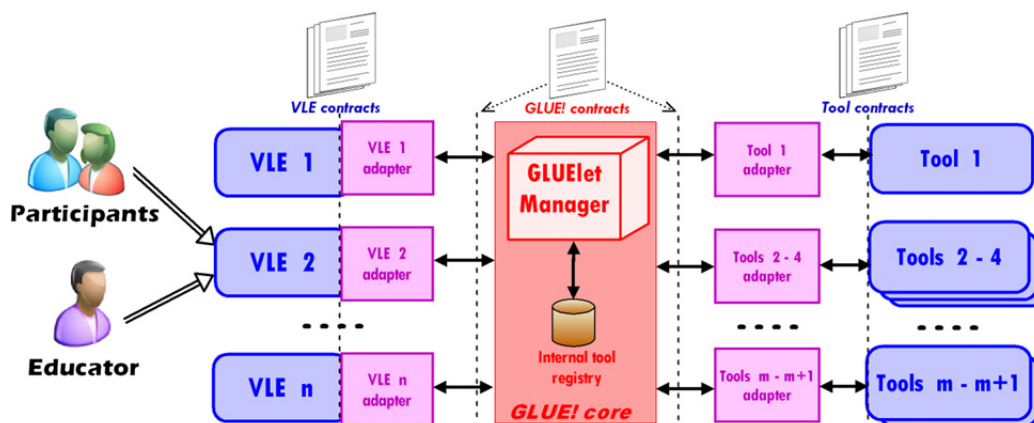 VLE contracts
GLUE! contracts
Tool contracts
Participants
Educator
VLE 1
VLE 1
adapter
VLE 2
VLE 2
adapter
VLE n
VLE n
adapter
GLUElet
Manager
Internal tool
registry
GLUE! core
Tool 1
adapter
Tool 1
Tools 2 - 4
adapter
Tools 2 - 4
Tools m - m+1
adapter
Tools m - m+1